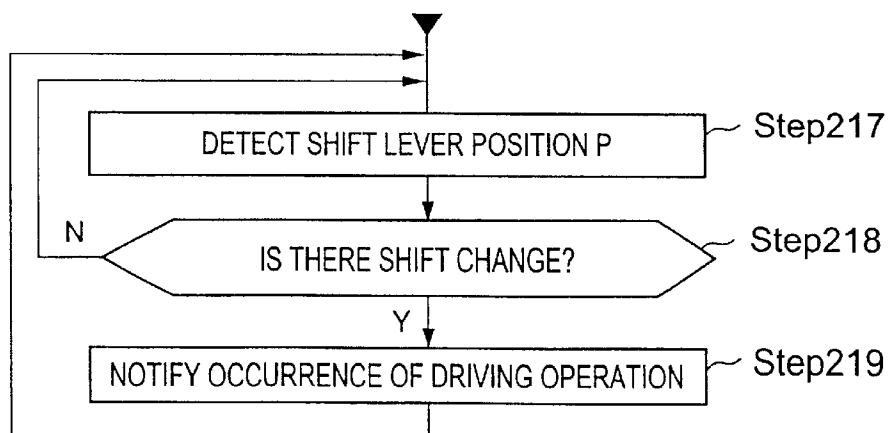 DETECT SHIFT LEVER POSITION P
Step217
N
IS THERE SHIFT CHANGE?
Step218
Y
NOTIFY OCCURRENCE OF DRIVING OPERATION
Step219